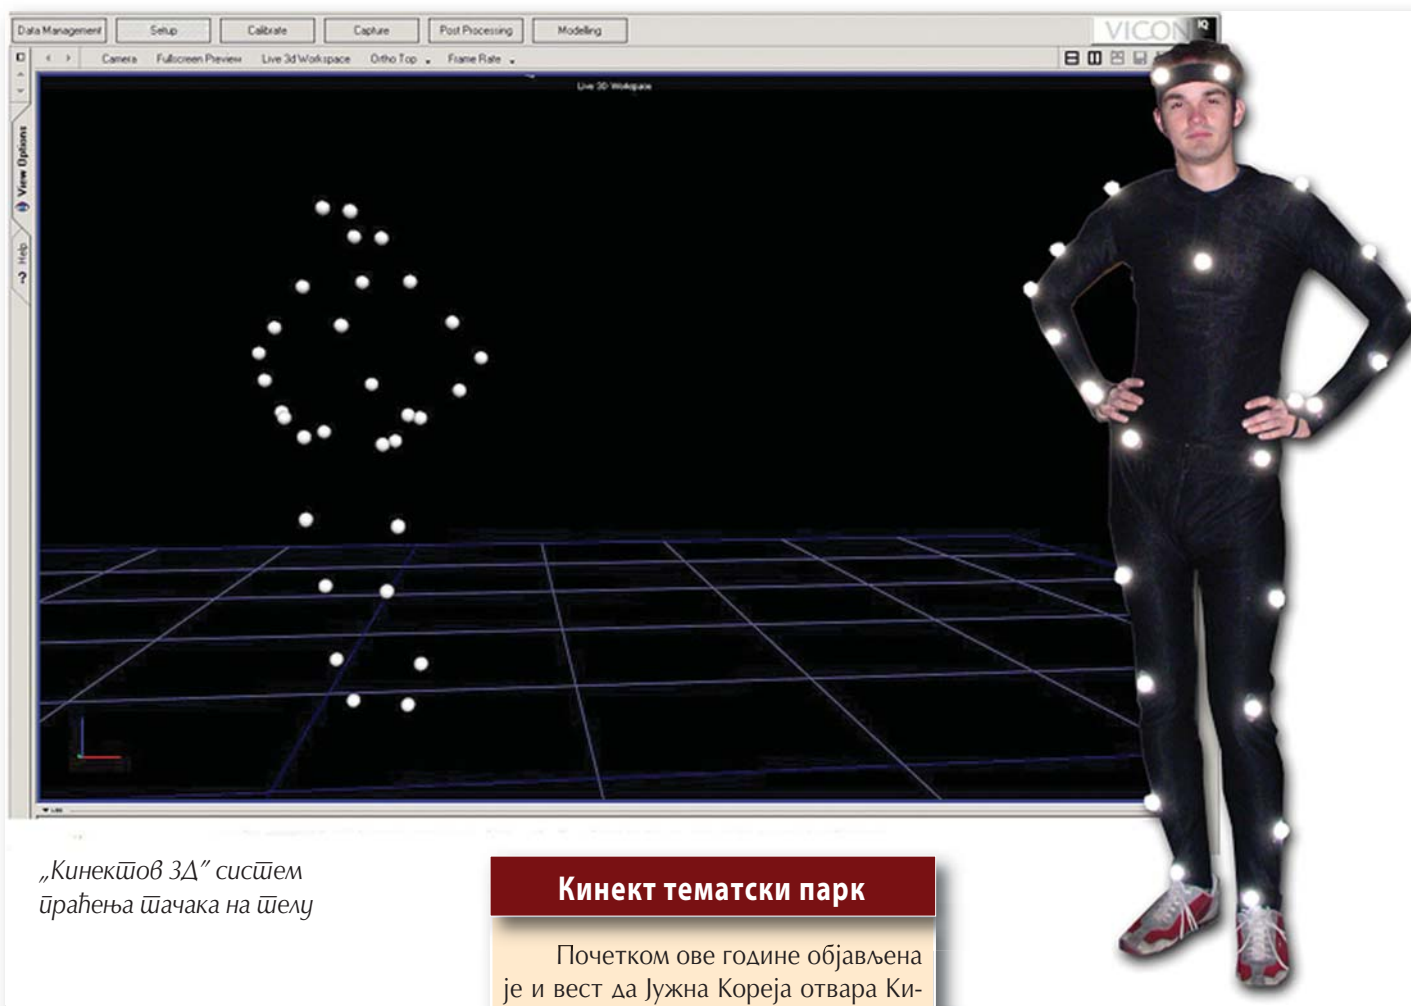 Data Management Setup Calibrate Capture Post Processing Modelling
VICON IQ
Camera Fullscreen Preview Live 3d Workspace Ortho Top Frame Rate
Live 3D Workspace
View Options
? Help
„Кинектов 3Д” систем
праћења тачака на телу
Кинект тематски парк
Почетком ове године објављена
је и вест да Јужна Кореја отвара Ки-